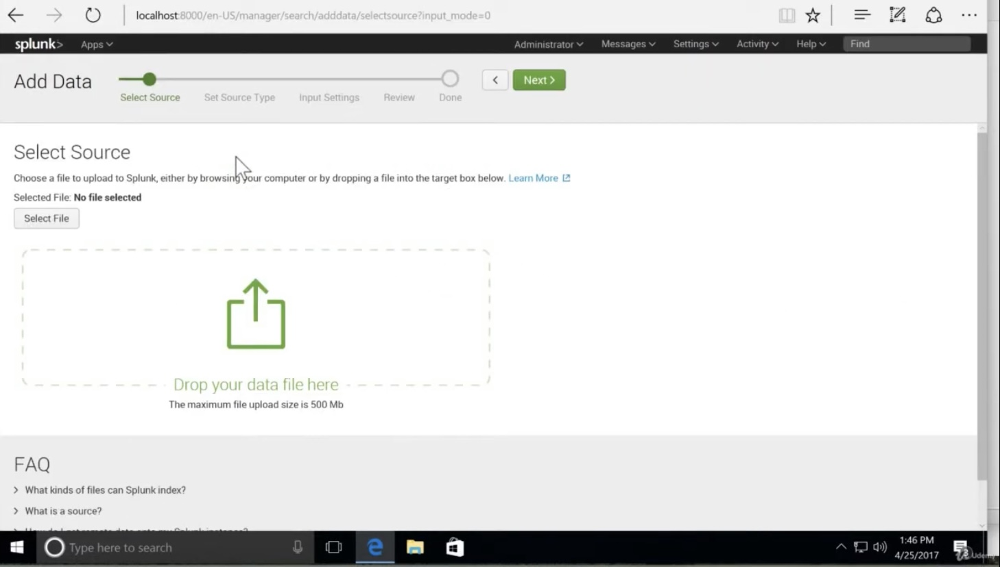 localhost:8000/en-US/manager/search/adddata/selectsource?input_mode=0
splunk> Apps Administrator Messages Settings Activity Help Find
Add Data
Select Source Set Source Type Input Settings Review Done
< Next >
Select Source
Choose a file to upload to Splunk, either by browsing your computer or by dropping a file into the target box below. Learn More
Selected File: No file selected
Select File
Drop your data file here
The maximum file upload size is 500 Mb
FAQ
> What kinds of files can Splunk index?
> What is a source?
Type here to search
1:46 PM
4/25/2017
3
Udemy